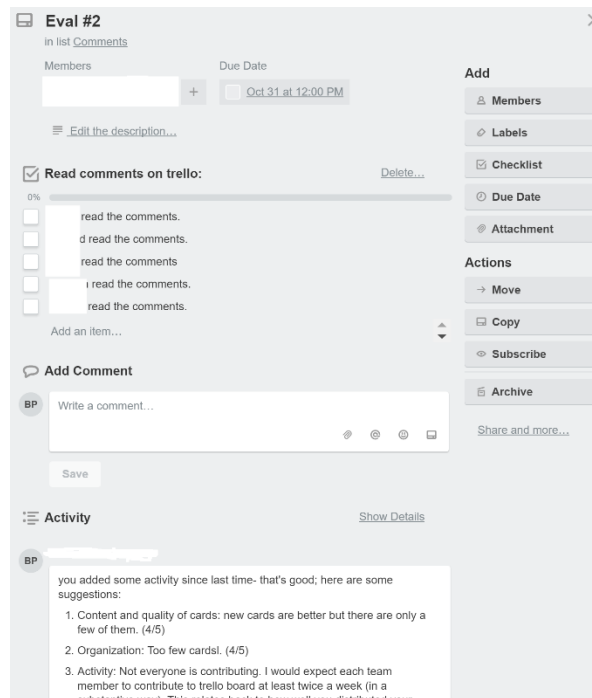 Eval #2
in list Comments
Members
Due Date
+
Oct 31 at 12:00 PM
Edit the description…
Read comments on trello:
Delete…
0%
read the comments.
read the comments.
read the comments
read the comments.
read the comments.
Add an item…
Add Comment
BP
Write a comment…
Save
Activity
Show Details
BP
you added some activity since last time- that's good; here are some
suggestions:
1. Content and quality of cards: new cards are better but there are only a
few of them. (4/5)
2. Organization: Too few cardsl. (4/5)
3. Activity: Not everyone is contributing. I would expect each team
member to contribute to trello board at least twice a week (in a
Add
Members
Labels
Checklist
Due Date
Attachment
Actions
Move
Copy
Subscribe
Archive
Share and more…